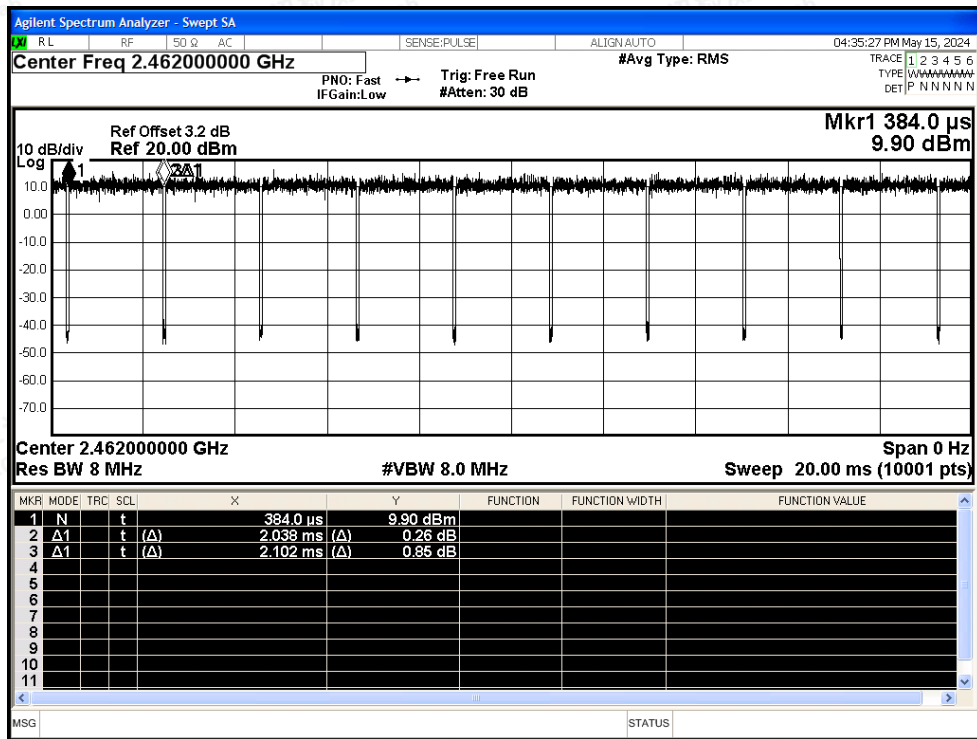 Agilent Spectrum Analyzer - Swept SA
LXI RL RF 50 Ω AC SENSE:PULSE ALIGN AUTO 04:35:27 PM May 15, 2024
Center Freq 2.462000000 GHz
PNO: Fast
IFGain:Low
Trig: Free Run
#Atten: 30 dB
#Avg Type: RMS
TRACE 1 2 3 4 5 6
TYPE WWWWWW
DET P N N N N N
Mkr1 384.0 µs
9.90 dBm
Ref Offset 3.2 dB
10 dB/div Ref 20.00 dBm
Log
1
3Δ1
10.0
0.00
-10.0
-20.0
-30.0
-40.0
-50.0
-60.0
-70.0
Center 2.462000000 GHz Span 0 Hz
Res BW 8 MHz #VBW 8.0 MHz Sweep 20.00 ms (10001 pts)
MKR MODE TRC SCL X Y FUNCTION FUNCTION WIDTH FUNCTION VALUE
1 N t 384.0 µs 9.90 dBm
2 Δ1 t (Δ) 2.038 ms (Δ) 0.26 dB
3 Δ1 t (Δ) 2.102 ms (Δ) 0.85 dB
4
5
6
7
8
9
10
11
MSG STATUS